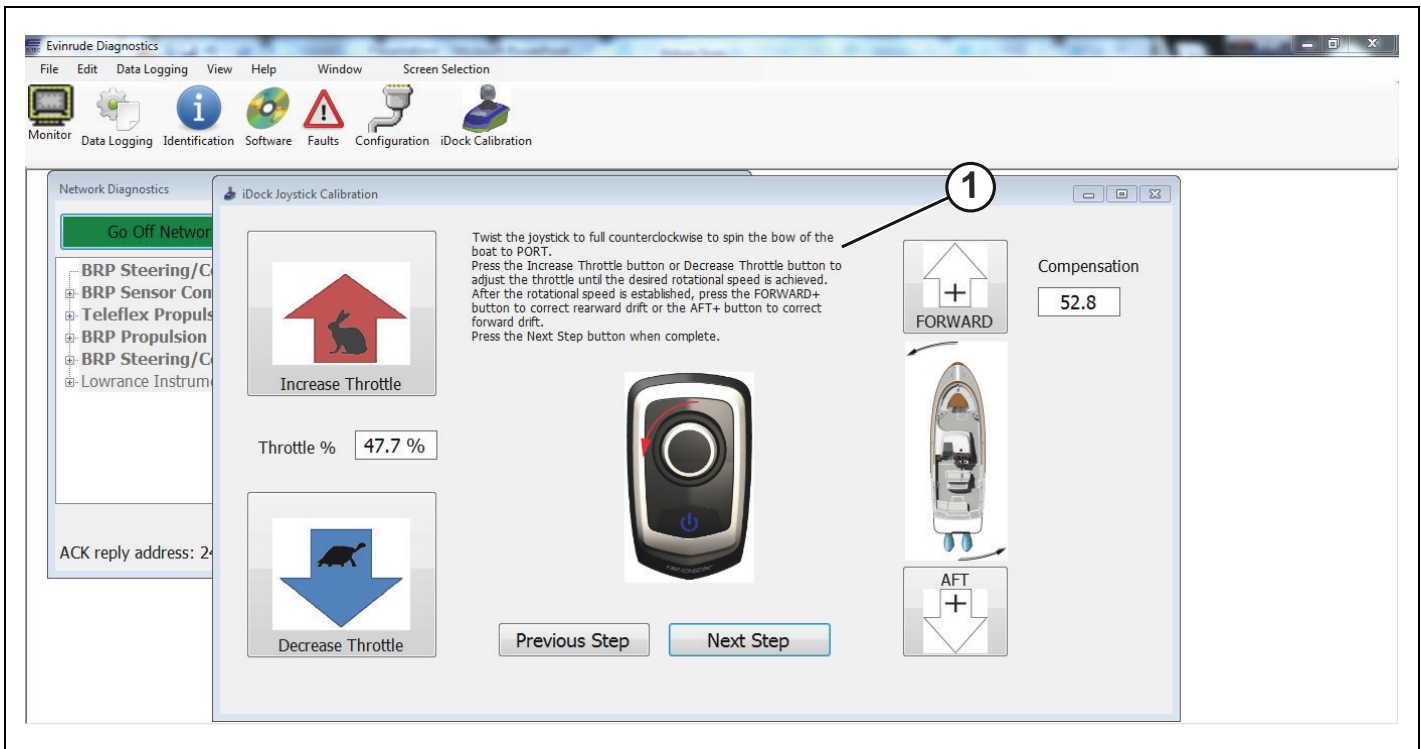 Evinrude Diagnostics
File Edit Data Logging View Help Window Screen Selection
Monitor Data Logging Identification Software Faults Configuration iDock Calibration
Network Diagnostics
Go Off Networ
BRP Steering/C
BRP Sensor Con
Teleflex Propuls
BRP Propulsion
BRP Steering/C
Lowrance Instrum
ACK reply address: 24
iDock Joystick Calibration
1
Increase Throttle
Throttle % 47.7 %
Decrease Throttle
Twist the joystick to full counterclockwise to spin the bow of the
boat to PORT.
Press the Increase Throttle button or Decrease Throttle button to
adjust the throttle until the desired rotational speed is achieved.
After the rotational speed is established, press the FORWARD+
button to correct rearward drift or the AFT+ button to correct
forward drift.
Press the Next Step button when complete.
iDOCK
Previous Step Next Step
+
FORWARD
Compensation
52.8
AFT
+